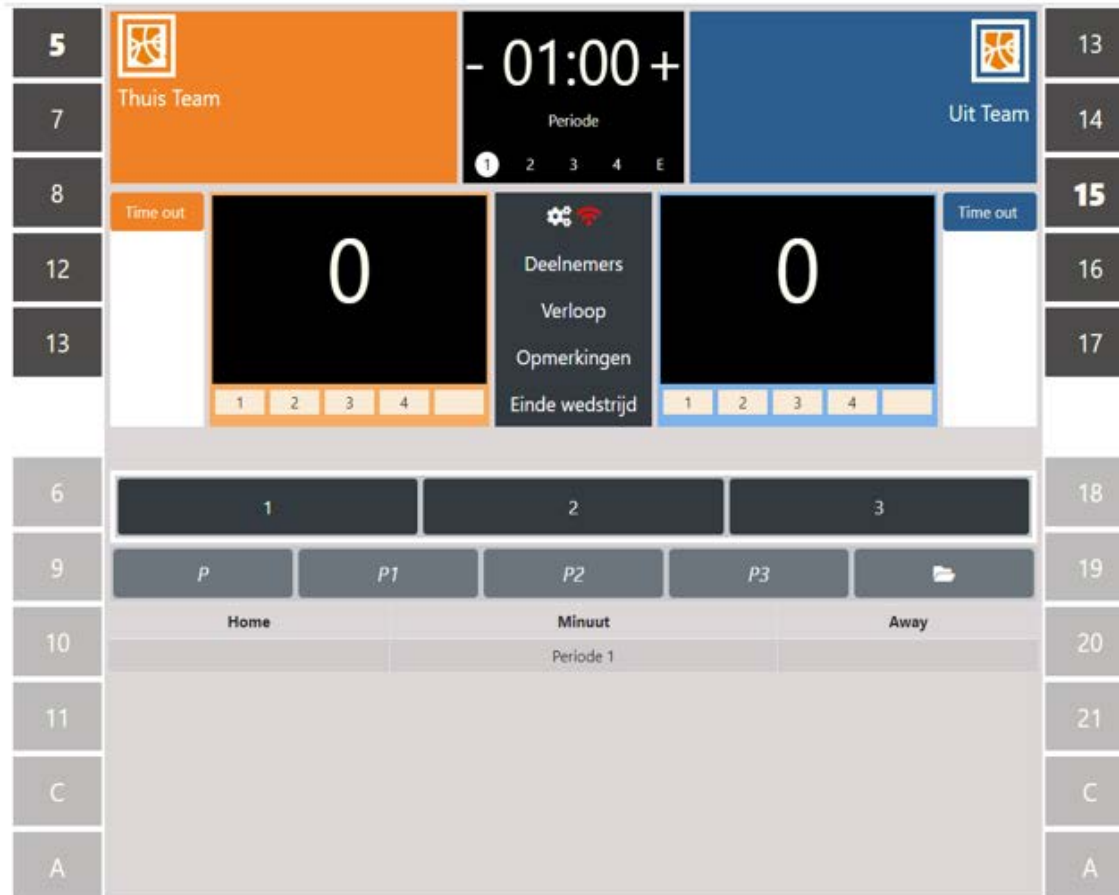 5
7
8
12
13
6
9
10
11
C
A
Thuis Team
- 01:00 +
Periode
1 2 3 4 E
Uit Team
Time out
0
1 2 3 4
Deelnemers
Verloop
Opmerkingen
Einde wedstrijd
0
1 2 3 4
Time out
1 2 3
P P1 P2 P3
Home Minuut Away
Periode 1
13
14
15
16
17
18
19
20
21
C
A